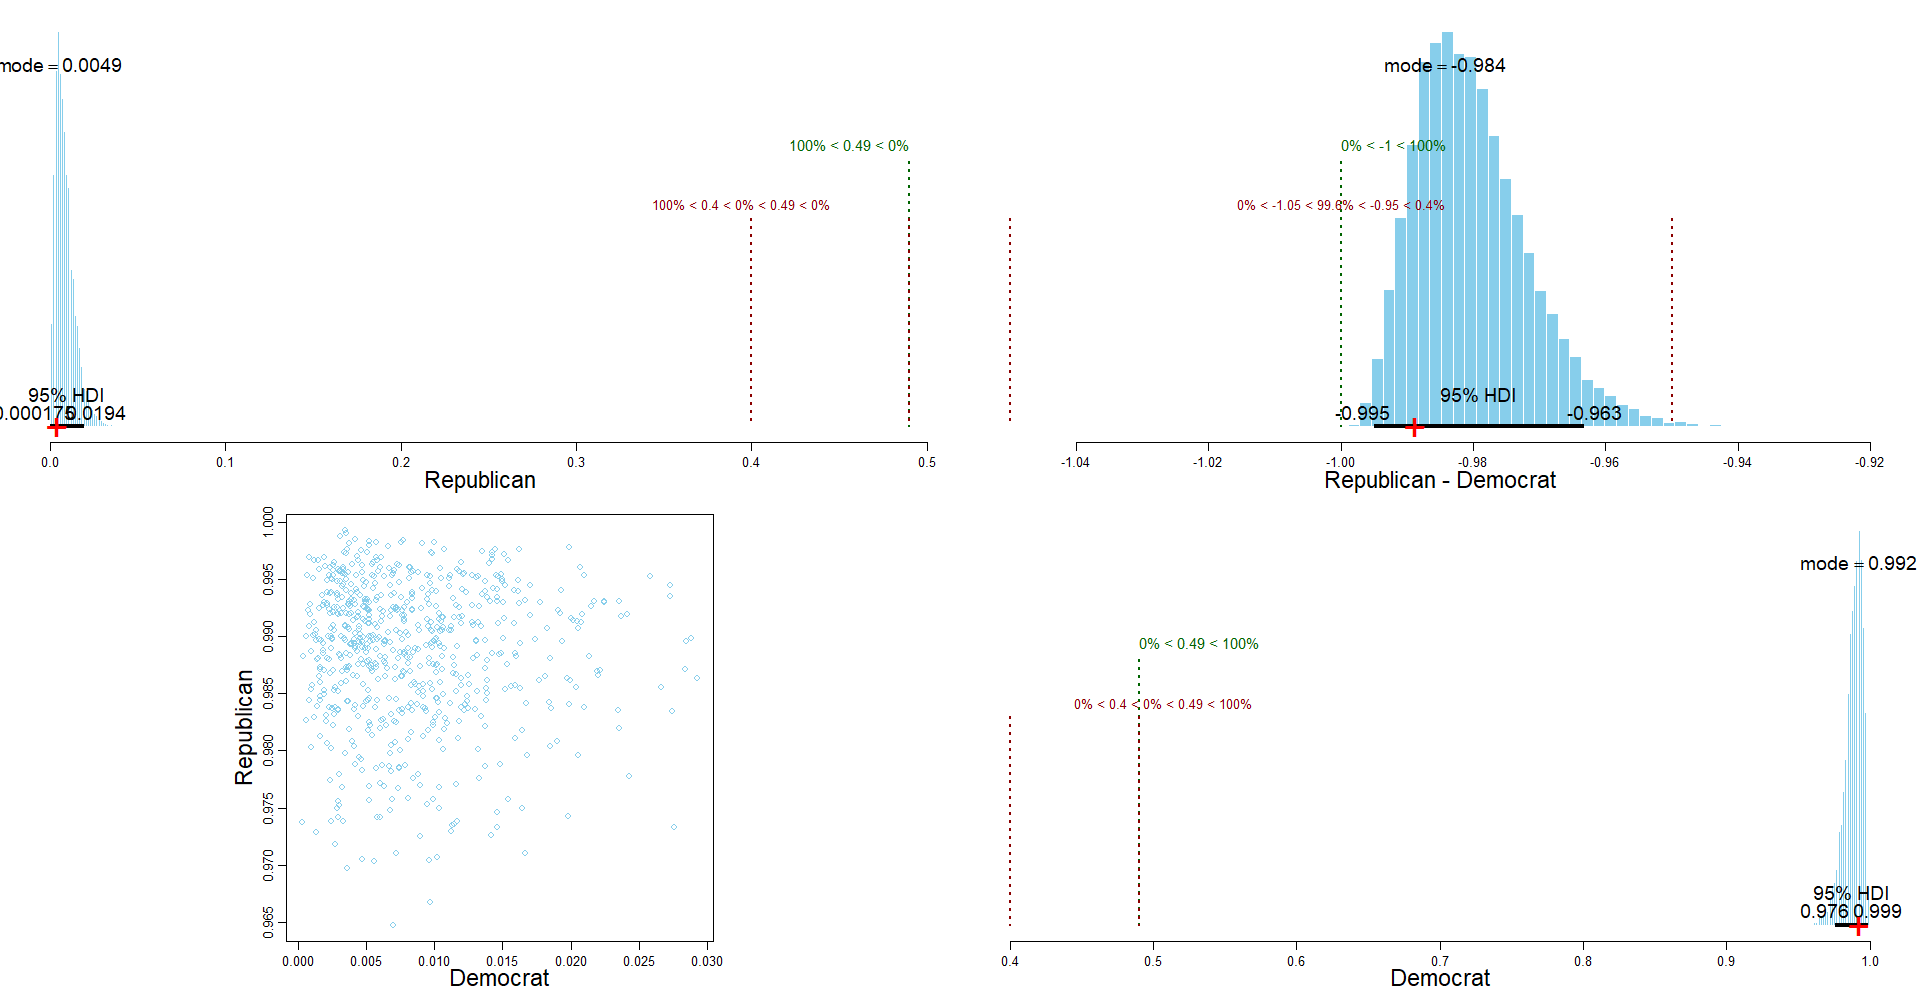 mode = 0.0049
100% < 0.49 < 0%
100% < 0.4 < 0% < 0.49 < 0%
95% HDI
0.000175 0.0194
0.0 0.1 0.2 0.3 0.4 0.5
Republican
mode = -0.984
0% < -1 < 100%
0% < -1.05 < 99.6% < -0.95 < 0.4%
95% HDI
-0.995 -0.963
-1.04 -1.02 -1.00 -0.98 -0.96 -0.94 -0.92
Republican - Democrat
1.000
0.995
0.990
0.985
0.980
0.975
0.970
0.965
Republican
0.000 0.005 0.010 0.015 0.020 0.025 0.030
Democrat
mode = 0.992
0% < 0.49 < 100%
0% < 0.4 < 0% < 0.49 < 100%
95% HDI
0.976 0.999
0.4 0.5 0.6 0.7 0.8 0.9 1.0
Democrat